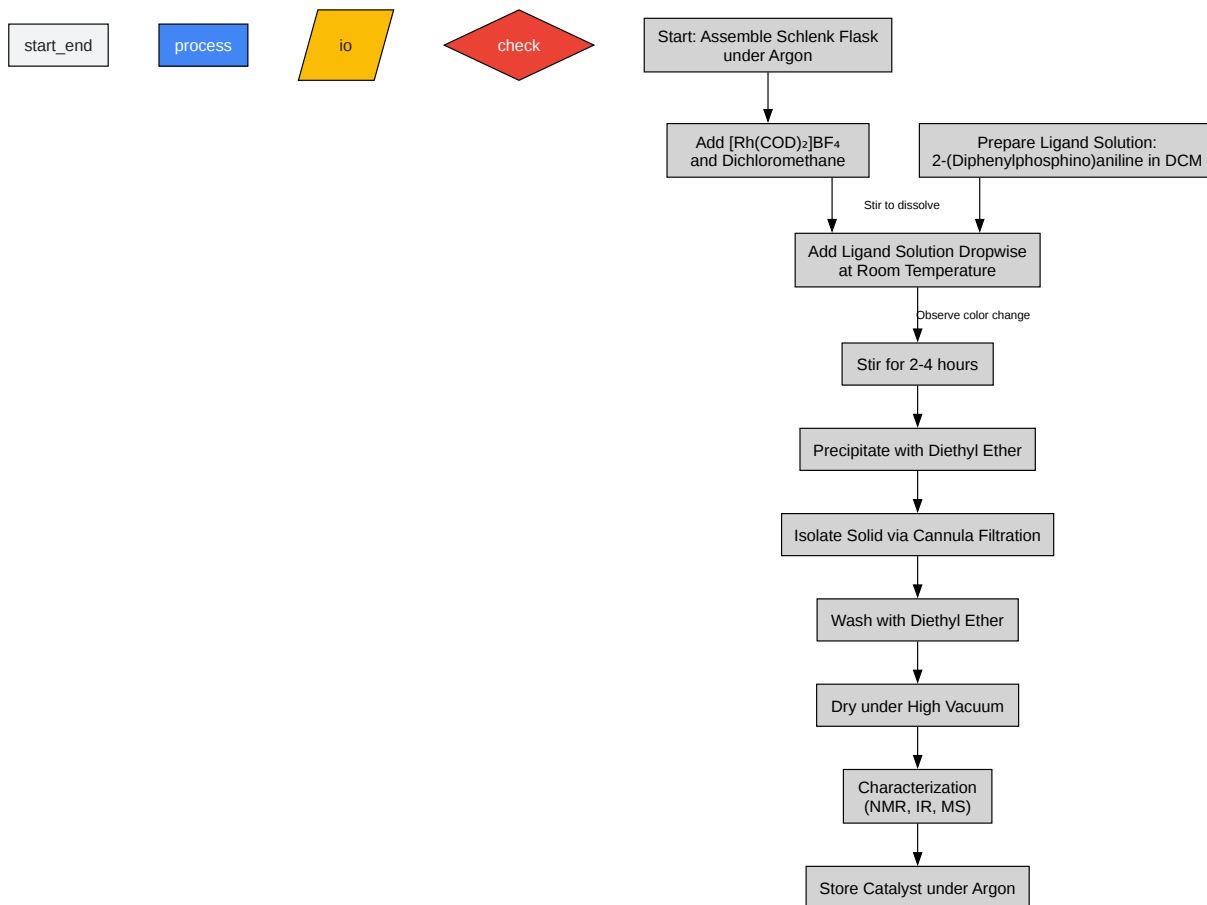 start_end
process
io
check
Start: Assemble Schlenk Flask
under Argon
Add [Rh(COD)₂]BF₄
and Dichloromethane
Prepare Ligand Solution:
2-(Diphenylphosphino)aniline in DCM
Stir to dissolve
Add Ligand Solution Dropwise
at Room Temperature
Observe color change
Stir for 2-4 hours
Precipitate with Diethyl Ether
Isolate Solid via Cannula Filtration
Wash with Diethyl Ether
Dry under High Vacuum
Characterization
(NMR, IR, MS)
Store Catalyst under Argon